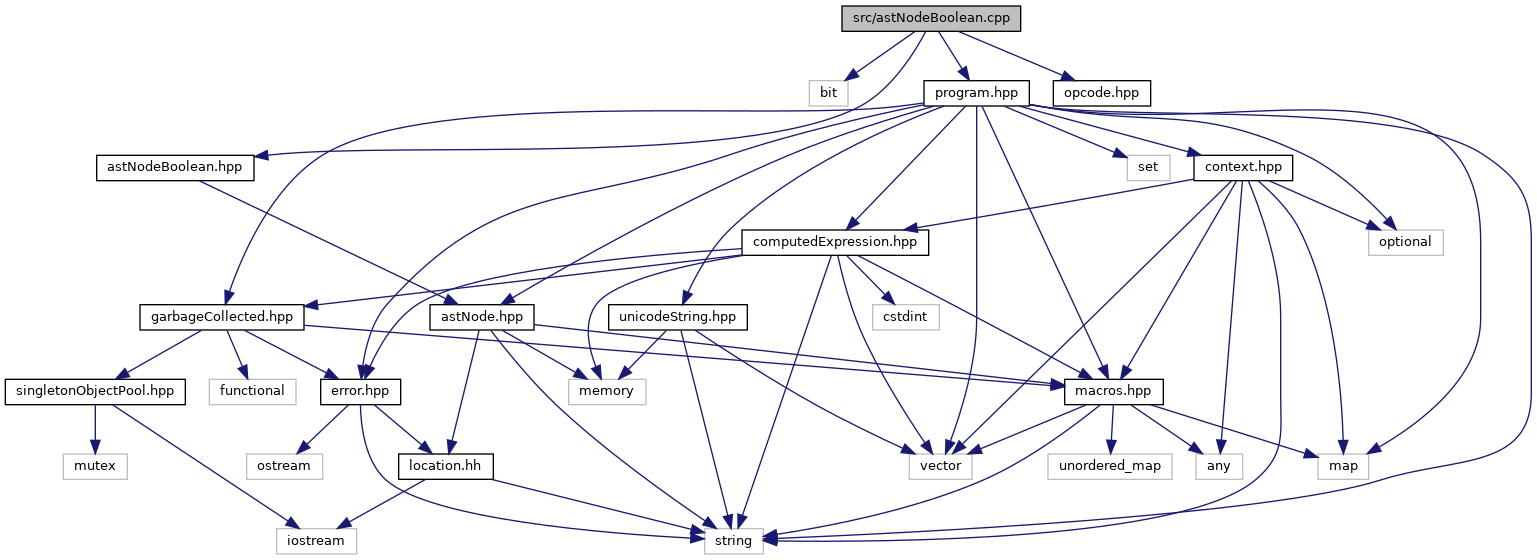 src/astNodeBoolean.cpp
bit
program.hpp
opcode.hpp
astNodeBoolean.hpp
set
context.hpp
computedExpression.hpp
optional
garbageCollected.hpp
astNode.hpp
unicodeString.hpp
cstdint
singletonObjectPool.hpp
functional
error.hpp
memory
macros.hpp
mutex
ostream
location.hh
vector
unordered_map
any
map
iostream
string